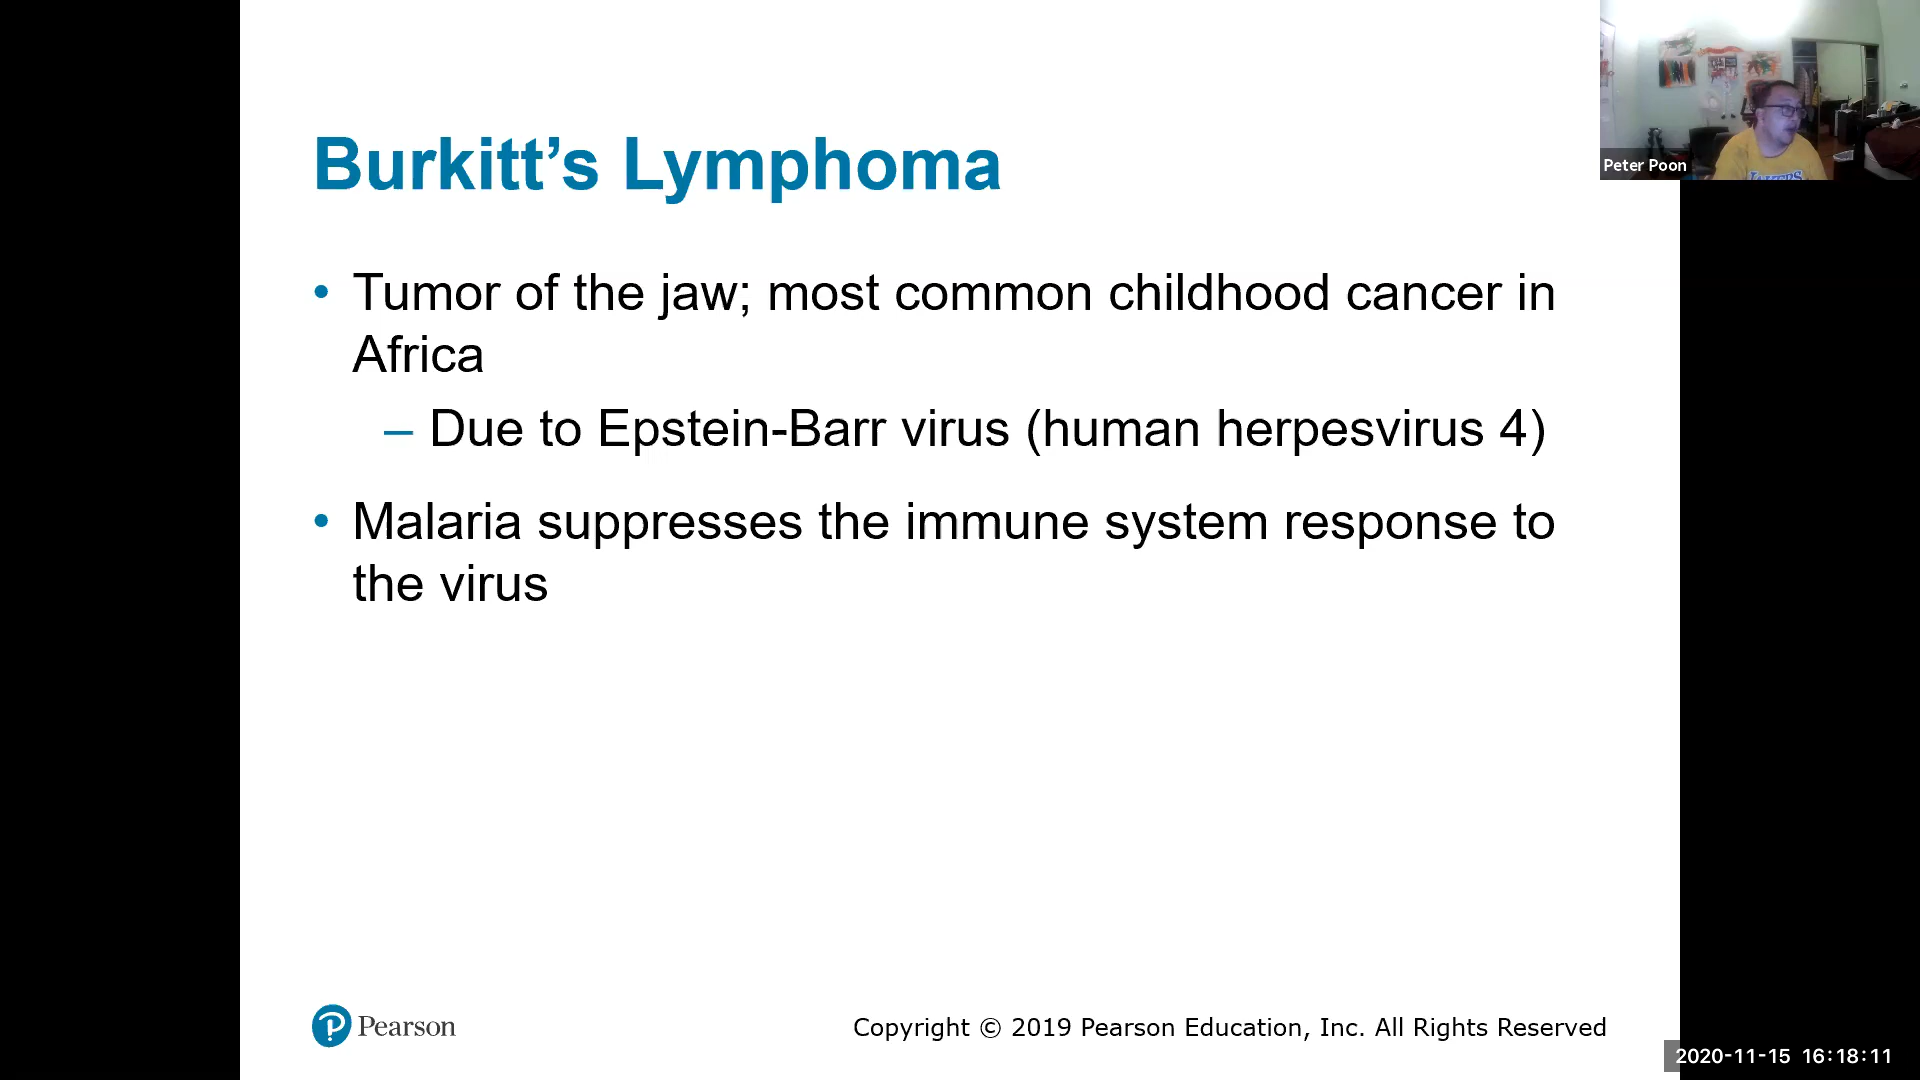 Burkitt’s Lymphoma
• Tumor of the jaw; most common childhood cancer in
Africa
– Due to Epstein-Barr virus (human herpesvirus 4)
• Malaria suppresses the immune system response to
the virus
Pearson
Copyright © 2019 Pearson Education, Inc. All Rights Reserved
Peter Poon
LAKERS
2020-11-15 16:18:11